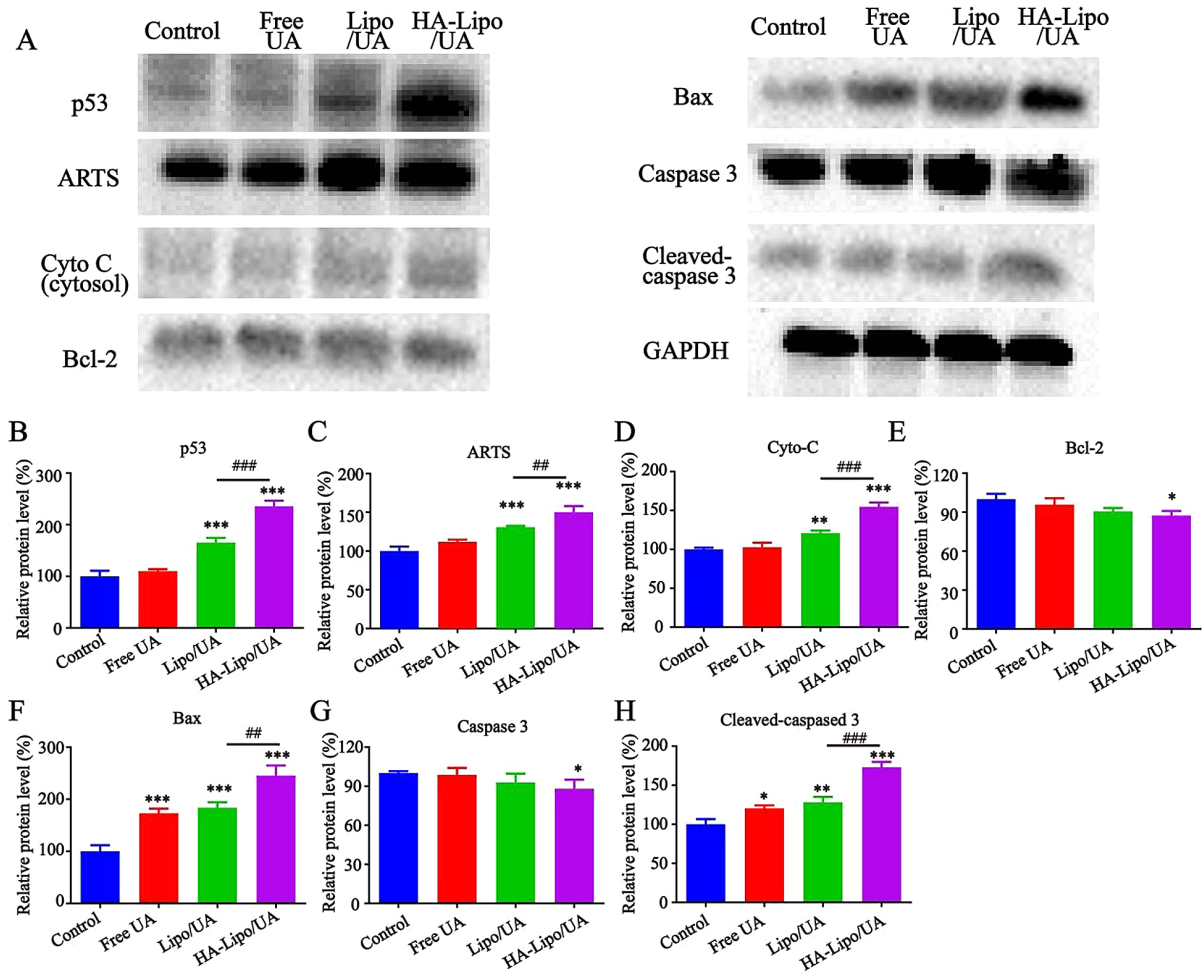 A
Control
Free
UA
Lipo
/UA
HA-Lipo
/UA
p53
ARTS
Cyto C
(cytosol)
Bcl-2
Control
Free
UA
Lipo
/UA
HA-Lipo
/UA
Bax
Caspase 3
Cleaved-
caspase 3
GAPDH
B
p53
Relative protein level (%)
300
200
100
0
###
***
***
Control
Free UA
Lipo/UA
HA-Lipo/UA
C
ARTS
Relative protein level (%)
200
150
100
50
0
##
***
***
Control
Free UA
Lipo/UA
HA-Lipo/UA
D
Cyto-C
Relative protein level (%)
200
150
100
50
0
###
**
***
Control
Free UA
Lipo/UA
HA-Lipo/UA
E
Bcl-2
Relative protein level (%)
120
90
60
30
0
*
Control
Free UA
Lipo/UA
HA-Lipo/UA
F
Bax
Relative protein level (%)
300
200
100
0
##
***
***
***
Control
Free UA
Lipo/UA
HA-Lipo/UA
G
Caspase 3
Relative protein level (%)
120
90
60
30
0
*
Control
Free UA
Lipo/UA
HA-Lipo/UA
H
Cleaved-caspased 3
Relative protein level (%)
200
150
100
50
0
###
*
**
***
Control
Free UA
Lipo/UA
HA-Lipo/UA